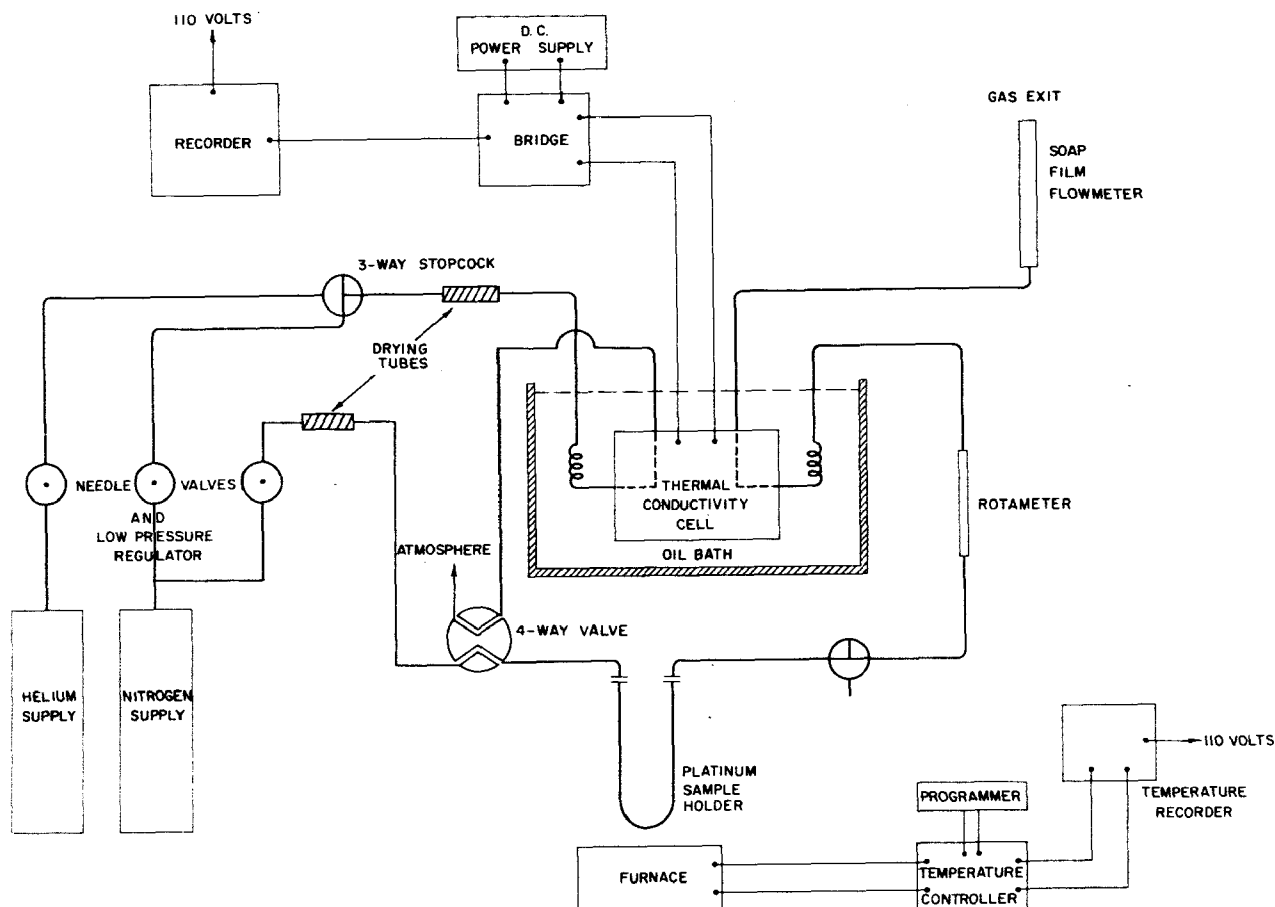 110 VOLTS
D. C.
POWER SUPPLY
RECORDER
BRIDGE
GAS EXIT
SOAP
FILM
FLOWMETER
3-WAY STOPCOCK
DRYING
TUBES
NEEDLE VALVES
AND
LOW PRESSURE
REGULATOR
THERMAL
CONDUCTIVITY
CELL
OIL BATH
ROTAMETER
ATMOSPHERE
4-WAY VALVE
HELIUM
SUPPLY
NITROGEN
SUPPLY
PLATINUM
SAMPLE
HOLDER
110 VOLTS
TEMPERATURE
RECORDER
PROGRAMMER
FURNACE
TEMPERATURE
CONTROLLER